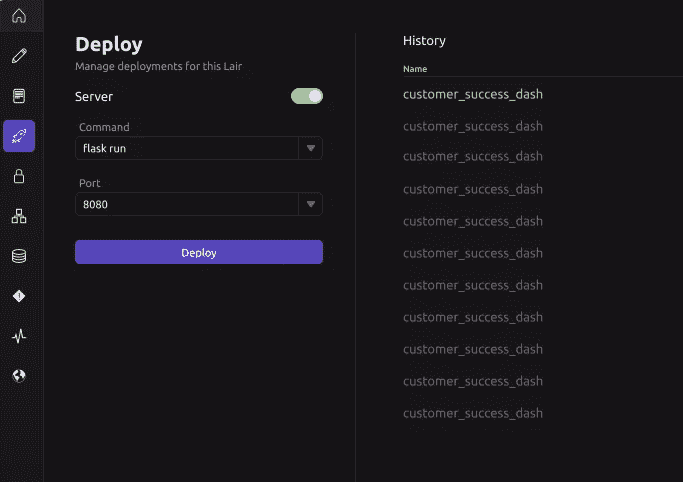 Deploy
Manage deployments for this Lair
Server
Command
flask run
Port
8080
Deploy
History
Name
customer_success_dash
customer_success_dash
customer_success_dash
customer_success_dash
customer_success_dash
customer_success_dash
customer_success_dash
customer_success_dash
customer_success_dash
customer_success_dash
customer_success_dash